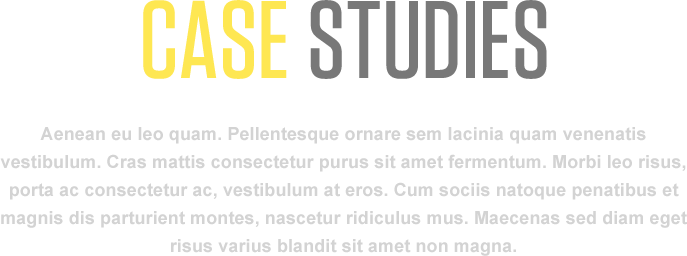 CASE STUDIES
Aenean eu leo quam. Pellentesque ornare sem lacinia quam venenatis
vestibulum. Cras mattis consectetur purus sit amet fermentum. Morbi leo risus,
porta ac consectetur ac, vestibulum at eros. Cum sociis natoque penatibus et
magnis dis parturient montes, nascetur ridiculus mus. Maecenas sed diam eget
risus varius blandit sit amet non magna.